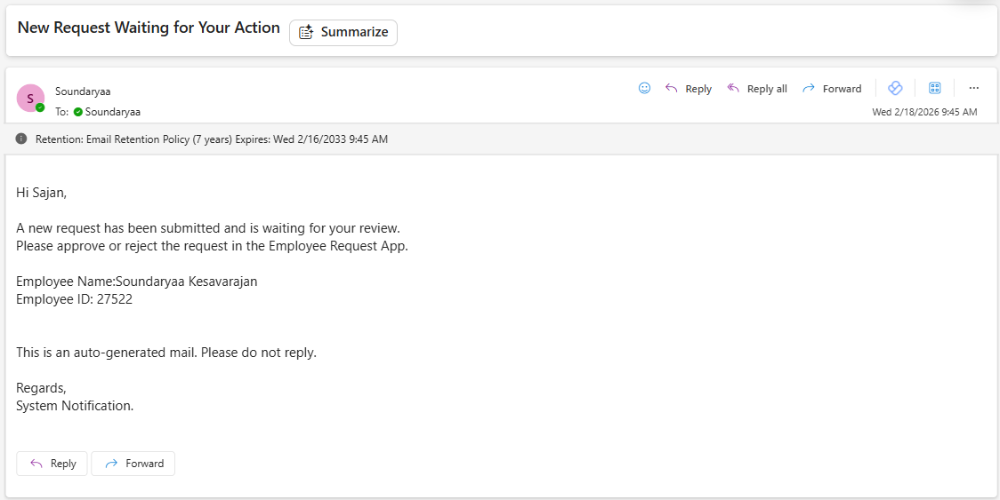 New Request Waiting for Your Action
Summarize
S
Soundaryaa
To: Soundaryaa
Reply
Reply all
Forward
Wed 2/18/2026 9:45 AM
Retention: Email Retention Policy (7 years) Expires: Wed 2/16/2033 9:45 AM
Hi Sajan,
A new request has been submitted and is waiting for your review.
Please approve or reject the request in the Employee Request App.
Employee Name:Soundaryaa Kesavarajan
Employee ID: 27522
This is an auto-generated mail. Please do not reply.
Regards,
System Notification.
Reply
Forward